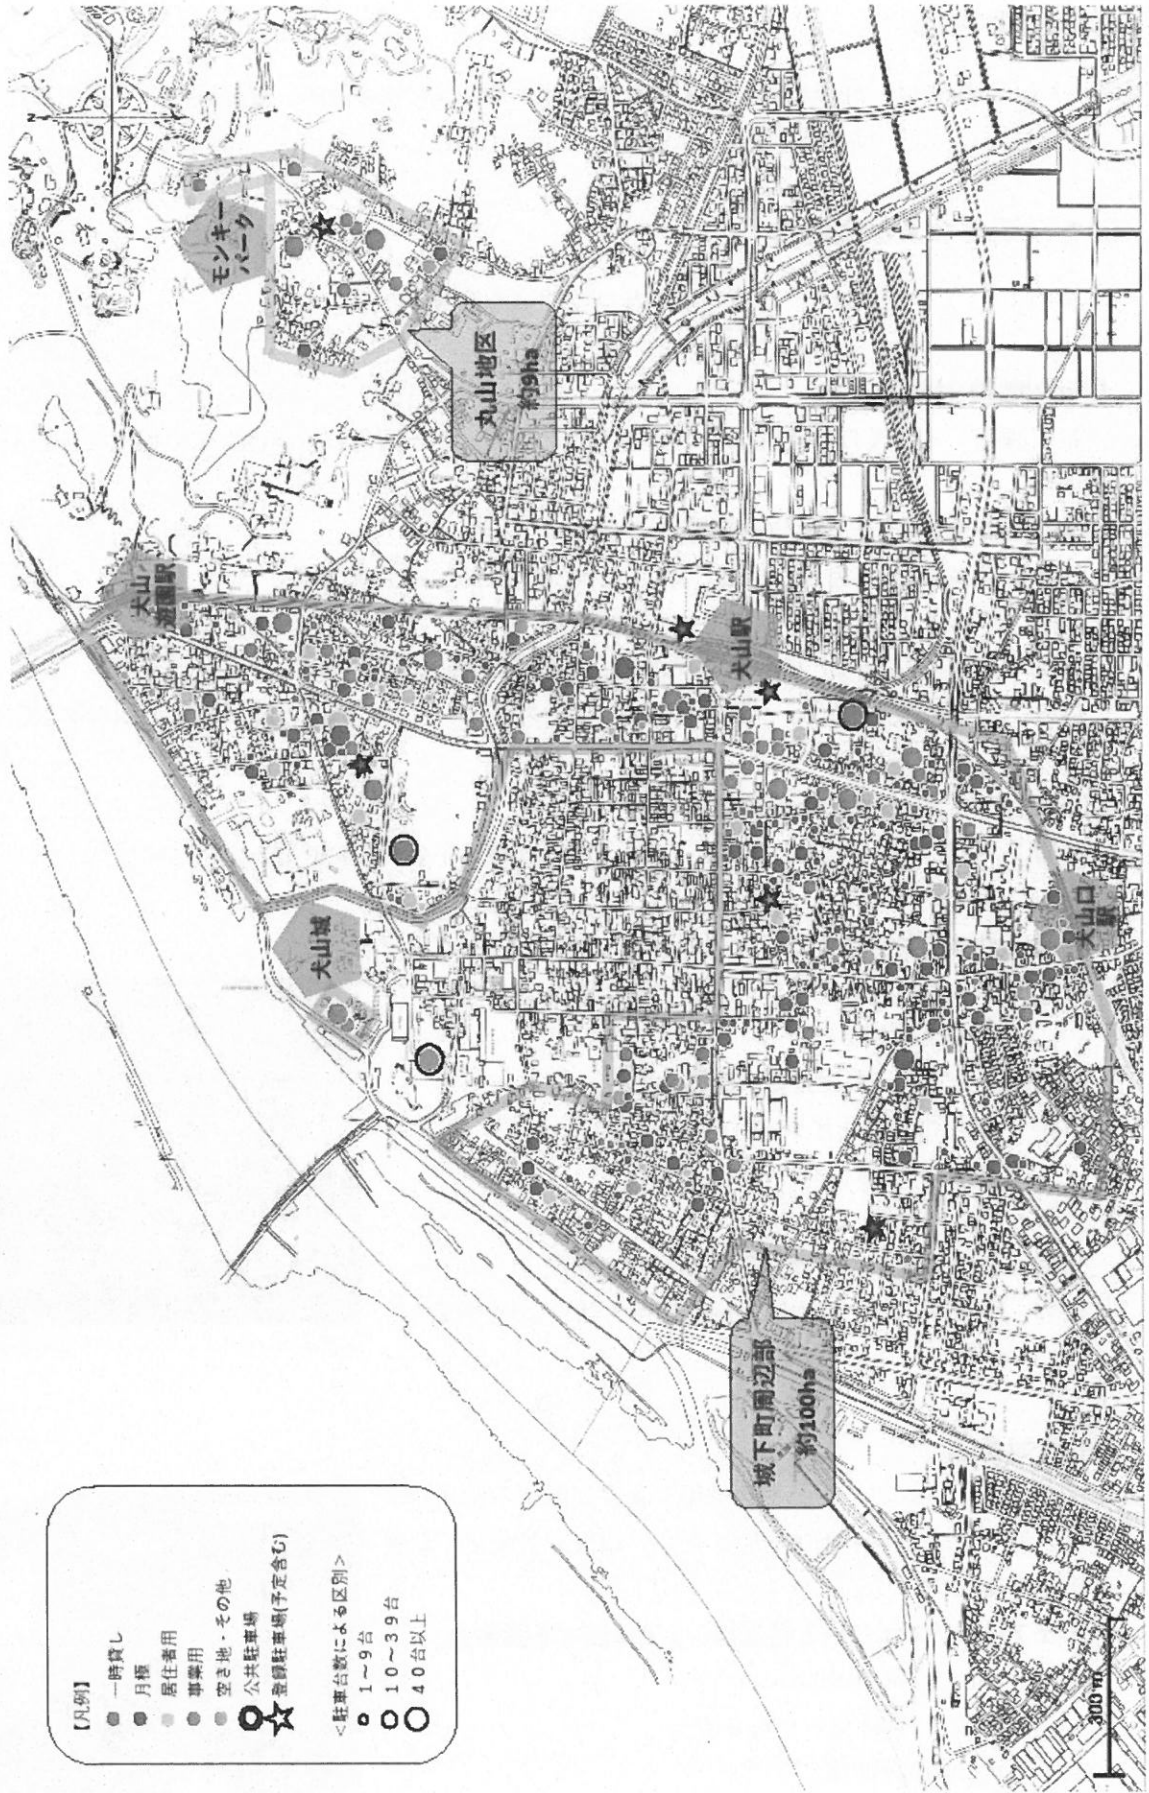 【凡例】
一時貸し
月極
居住者用
事業用
空き地・その他
公共駐車場
登録駐車場(予定含む)
<駐車台数による区別>
1～9台
10～39台
40台以上
犬山
遊園駅
モンキー
パーク
犬山城
丸山地区
約9ha
犬山駅
城下町周辺部
約100ha
犬山口
駅
300 m
N